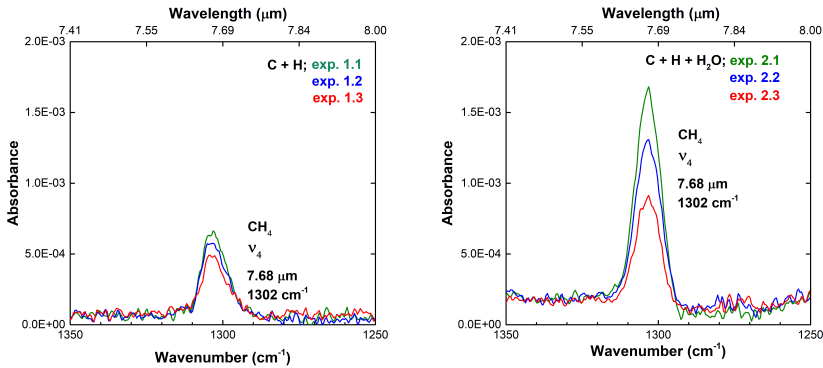 Wavelength (μm)
7.41 7.55 7.69 7.84 8.00
2.0E-03
1.5E-03
1.0E-03
5.0E-04
0.0E+00
Absorbance
C + H; exp. 1.1
exp. 1.2
exp. 1.3
CH₄
ν₄
7.68 μm
1302 cm⁻¹
1350 1300 1250
Wavenumber (cm⁻¹)
Wavelength (μm)
7.41 7.55 7.69 7.84 8.00
2.0E-03
1.5E-03
1.0E-03
5.0E-04
0.0E+00
Absorbance
C + H + H₂O; exp. 2.1
exp. 2.2
exp. 2.3
CH₄
ν₄
7.68 μm
1302 cm⁻¹
1350 1300 1250
Wavenumber (cm⁻¹)